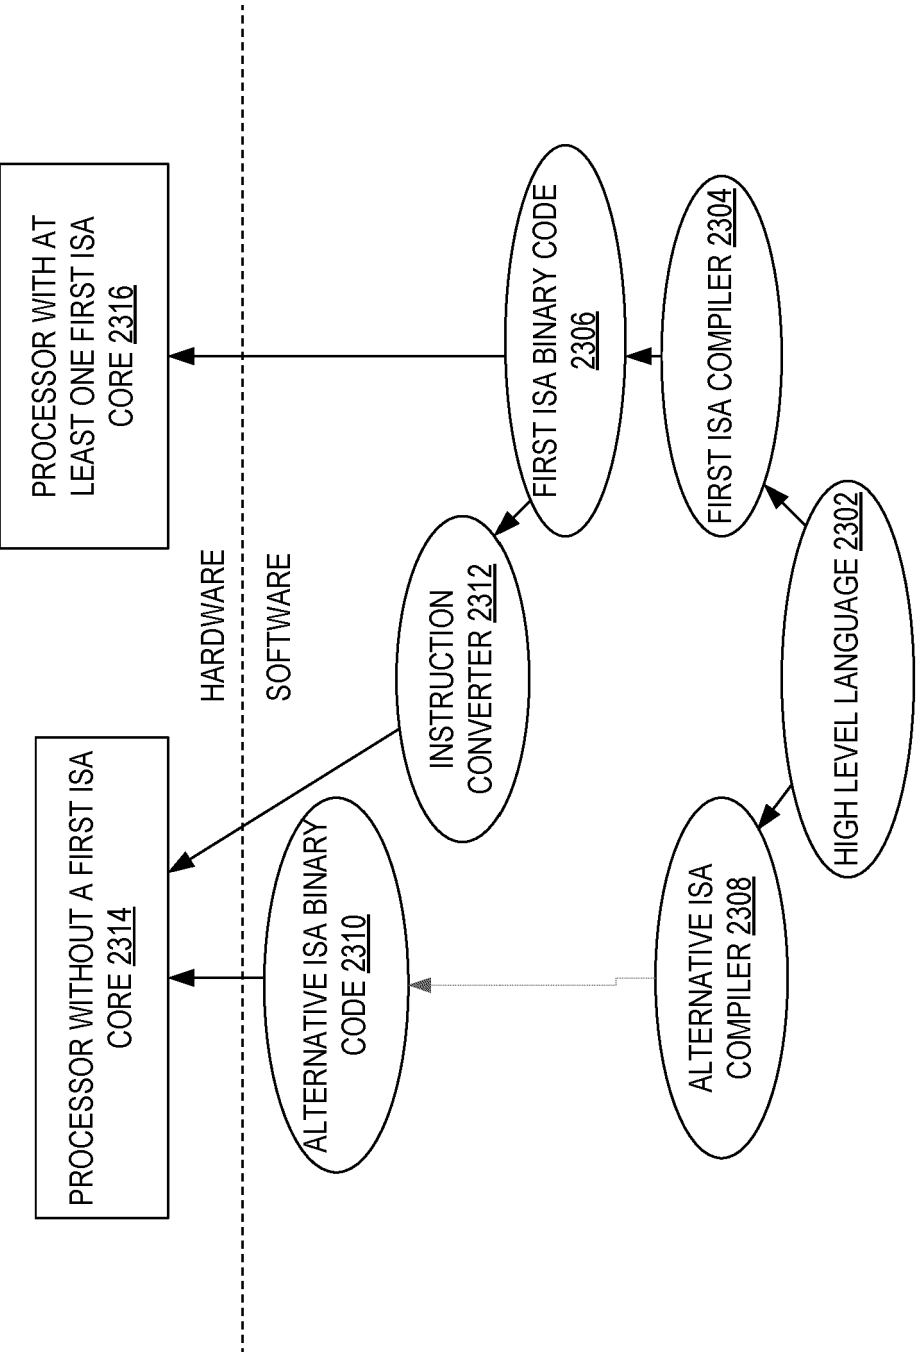 PROCESSOR WITHOUT A FIRST ISA
CORE 2314
PROCESSOR WITH AT
LEAST ONE FIRST ISA
CORE 2316
HARDWARE
SOFTWARE
ALTERNATIVE ISA BINARY
CODE 2310
INSTRUCTION
CONVERTER 2312
FIRST ISA BINARY CODE
2306
ALTERNATIVE ISA
COMPILER 2308
FIRST ISA COMPILER 2304
HIGH LEVEL LANGUAGE 2302